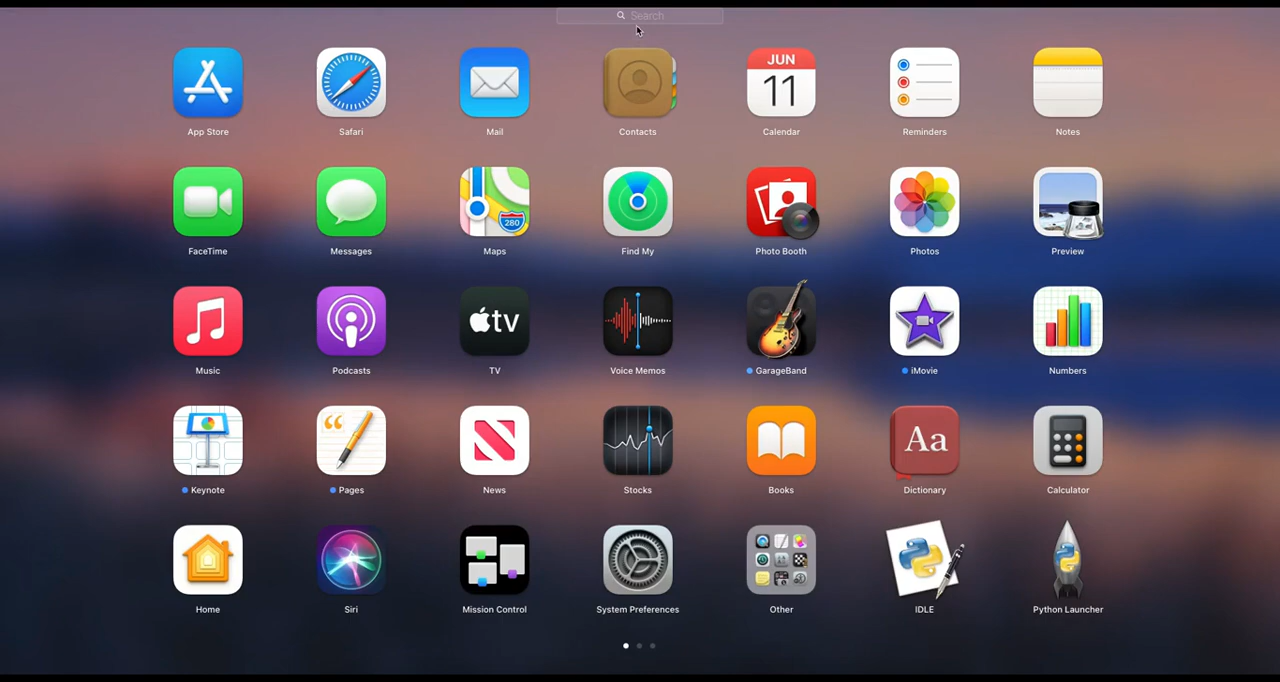 Search
JUN
11
280
tv
Aa
App Store
Safari
Mail
Contacts
Calendar
Reminders
Notes
FaceTime
Messages
Maps
Find My
Photo Booth
Photos
Preview
Music
Podcasts
TV
Voice Memos
GarageBand
iMovie
Numbers
Keynote
Pages
News
Stocks
Books
Dictionary
Calculator
Home
Siri
Mission Control
System Preferences
Other
IDLE
Python Launcher